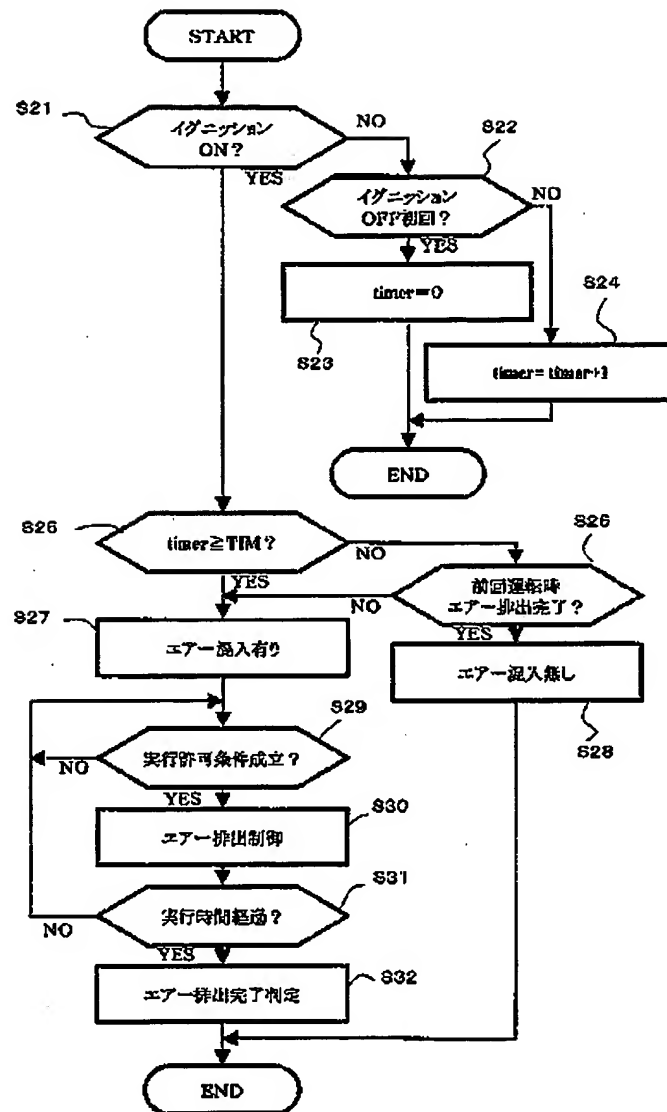 START
S21
イグニッション
ON?
NO
YES
S22
イグニッション
OFF初回?
NO
YES
timer=0
S23
S24
timer=timer+1
END
S25
timer≧TIM?
NO
YES
S26
前回運転時
エアー排出完了?
NO
YES
S27
エアー混入有り
エアー混入無し
S28
S29
実行許可条件成立?
NO
YES
S30
エアー排出制御
S31
実行時間経過?
NO
YES
S32
エアー排出完了判定
END